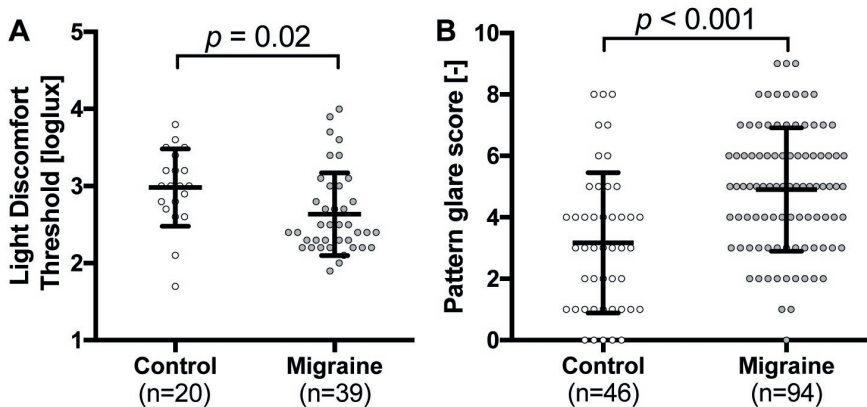 A
p = 0.02
Light Discomfort
Threshold [loglux]
5
4
3
2
1
Control
(n=20)
Migraine
(n=39)
B
p < 0.001
Pattern glare score [-]
10
8
6
4
2
0
Control
(n=46)
Migraine
(n=94)